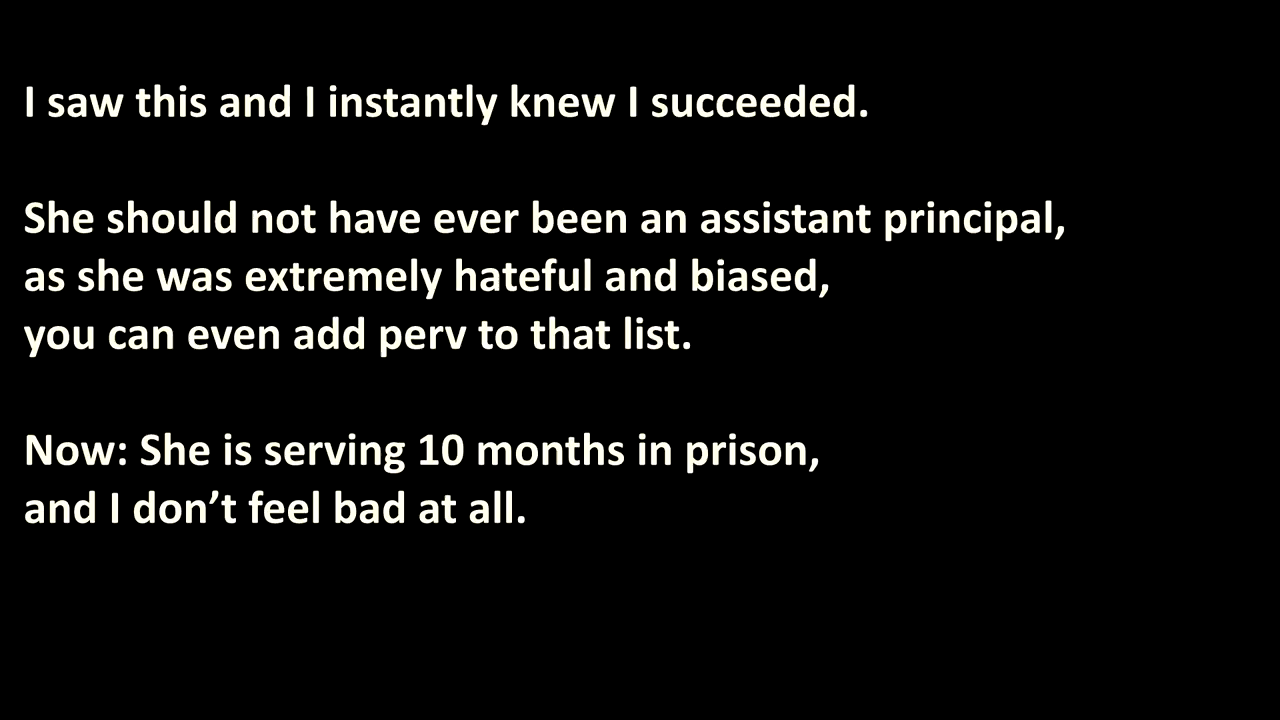 I saw this and I instantly knew I succeeded.
She should not have ever been an assistant principal,
as she was extremely hateful and biased,
you can even add perv to that list.
Now: She is serving 10 months in prison,
and I don’t feel bad at all.